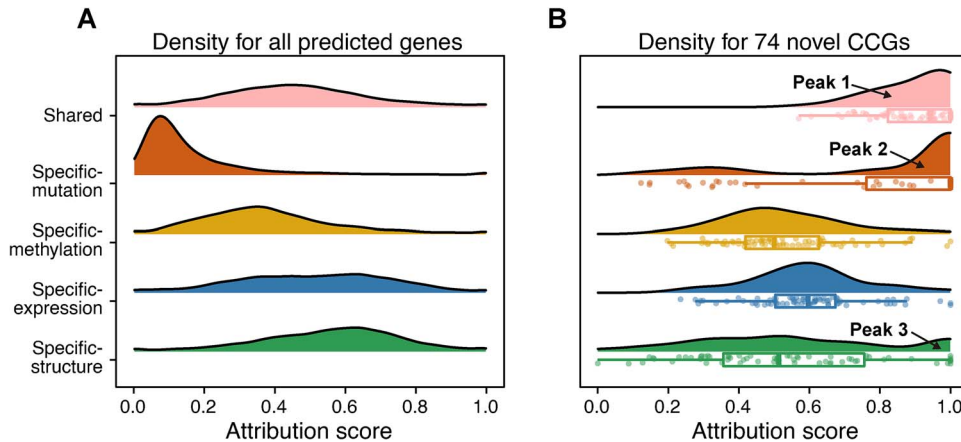 A
Density for all predicted genes
Shared
Specific-
mutation
Specific-
methylation
Specific-
expression
Specific-
structure
0.0 0.2 0.4 0.6 0.8 1.0
Attribution score
B
Density for 74 novel CCGs
Peak 1
Peak 2
Peak 3
0.0 0.2 0.4 0.6 0.8 1.0
Attribution score